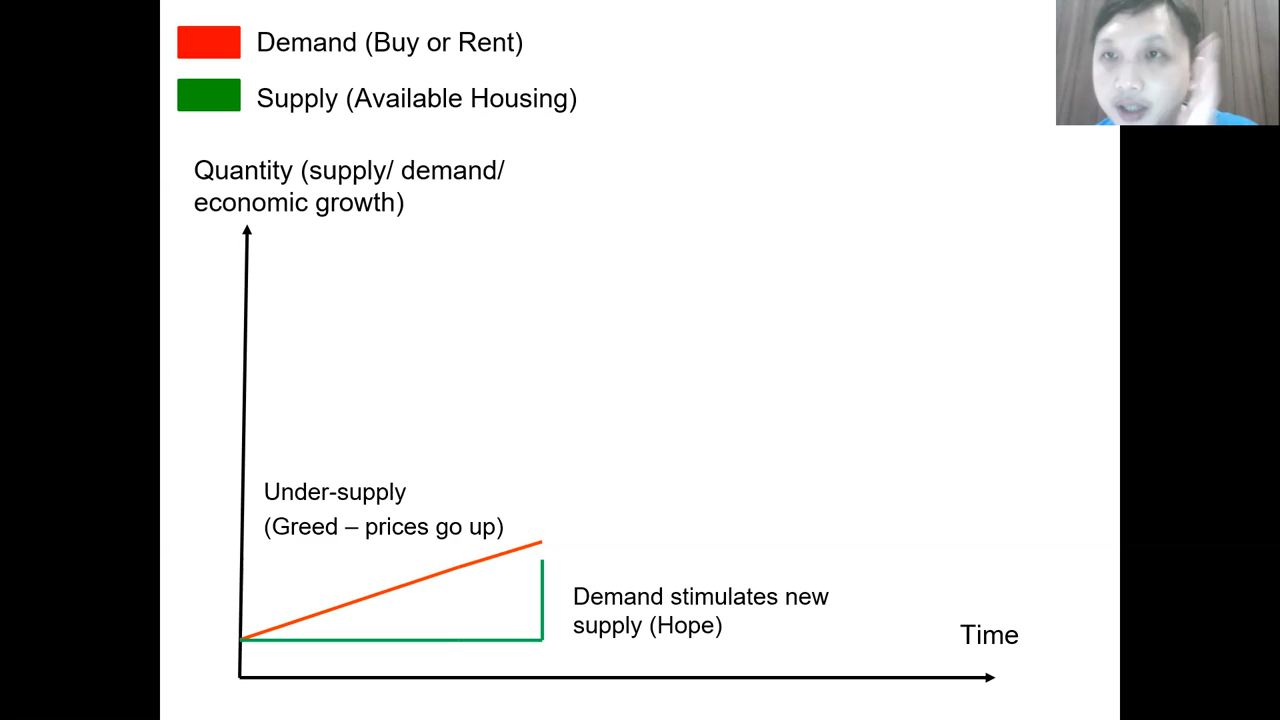 Demand (Buy or Rent)
Supply (Available Housing)
Quantity (supply/ demand/
economic growth)
Under-supply
(Greed – prices go up)
Demand stimulates new
supply (Hope)
Time